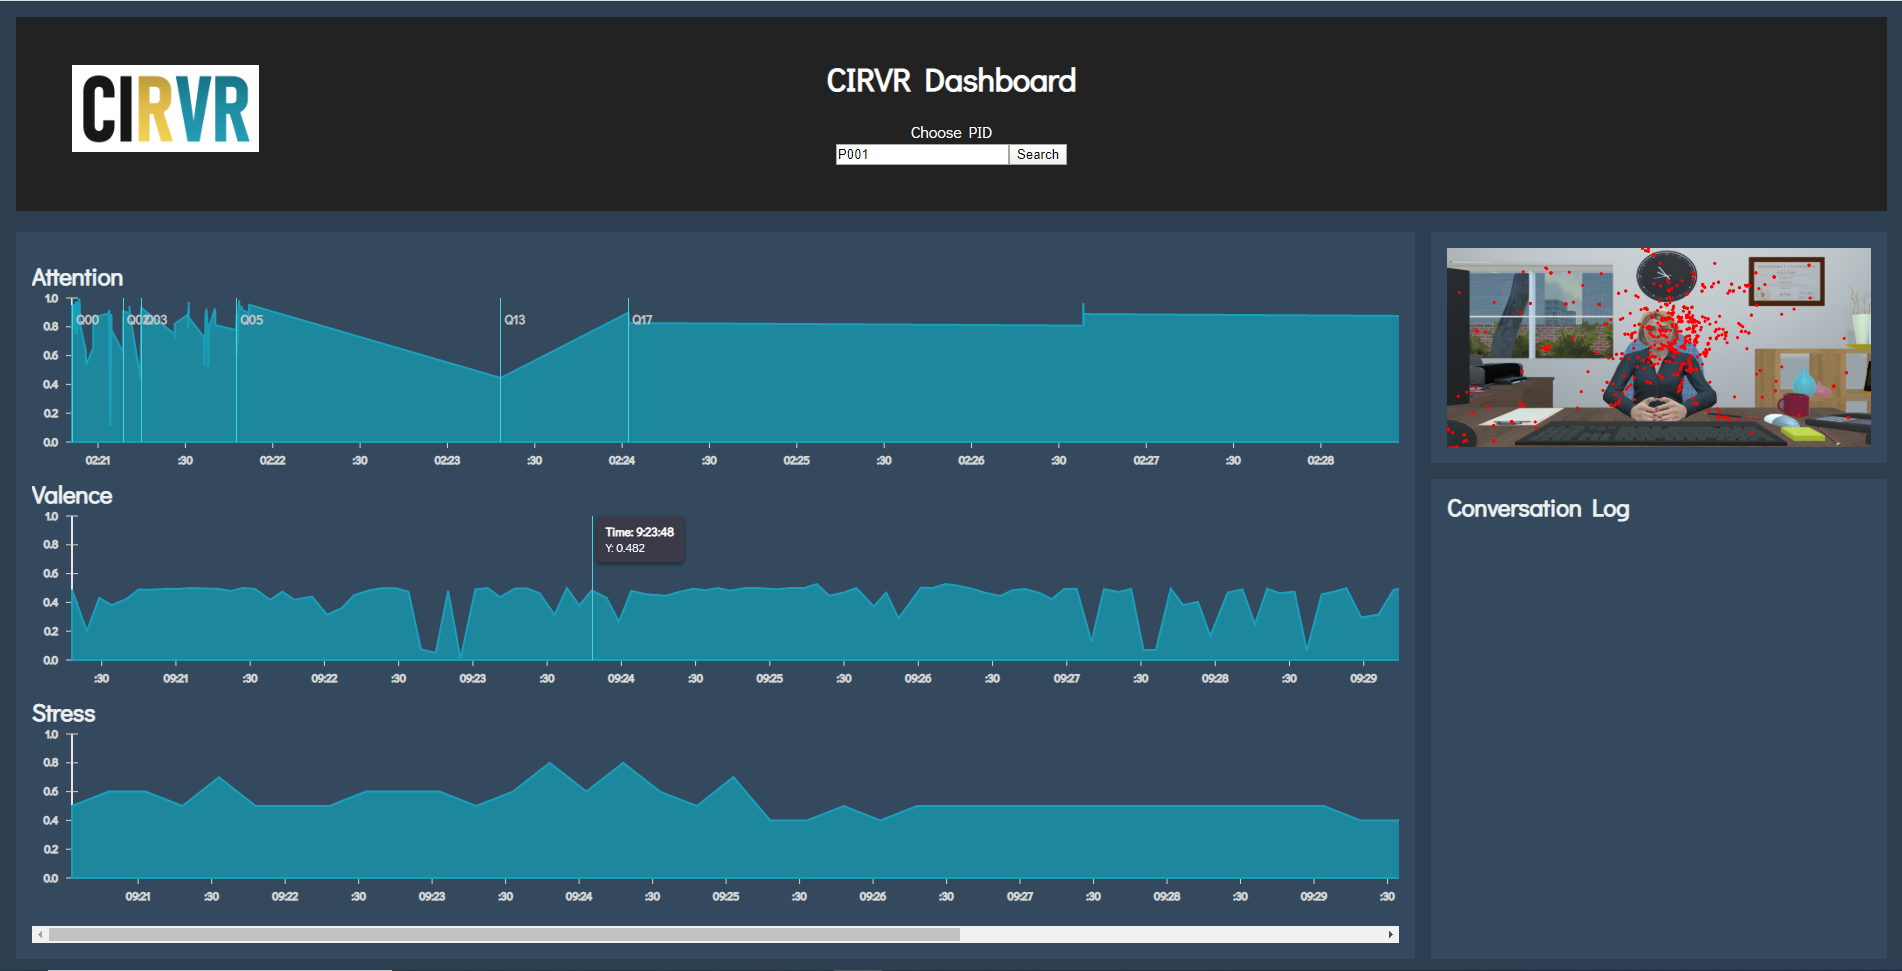 CIRVR
CIRVR Dashboard
Choose PID
P001
Search
Attention
1.0
0.8
0.6
0.4
0.2
0.0
Q00
Q03
Q05
Q13
Q17
02:21 :30 02:22 :30 02:23 :30 02:24 :30 02:25 :30 02:26 :30 02:27 :30 02:28
Valence
1.0
0.8
0.6
0.4
0.2
0.0
Time: 9:23:48
Y: 0.482
:30 09:21 :30 09:22 :30 09:23 :30 09:24 :30 09:25 :30 09:26 :30 09:27 :30 09:28 :30 09:29
Stress
1.0
0.8
0.6
0.4
0.2
0.0
09:21 :30 09:22 :30 09:23 :30 09:24 :30 09:25 :30 09:26 :30 09:27 :30 09:28 :30 09:29 :30
Conversation Log